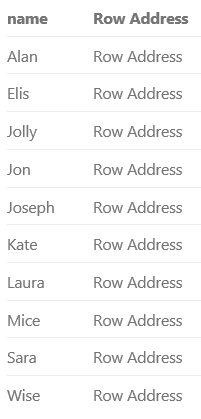 name Row Address
Alan Row Address
Elis Row Address
Jolly Row Address
Jon Row Address
Joseph Row Address
Kate Row Address
Laura Row Address
Mice Row Address
Sara Row Address
Wise Row Address